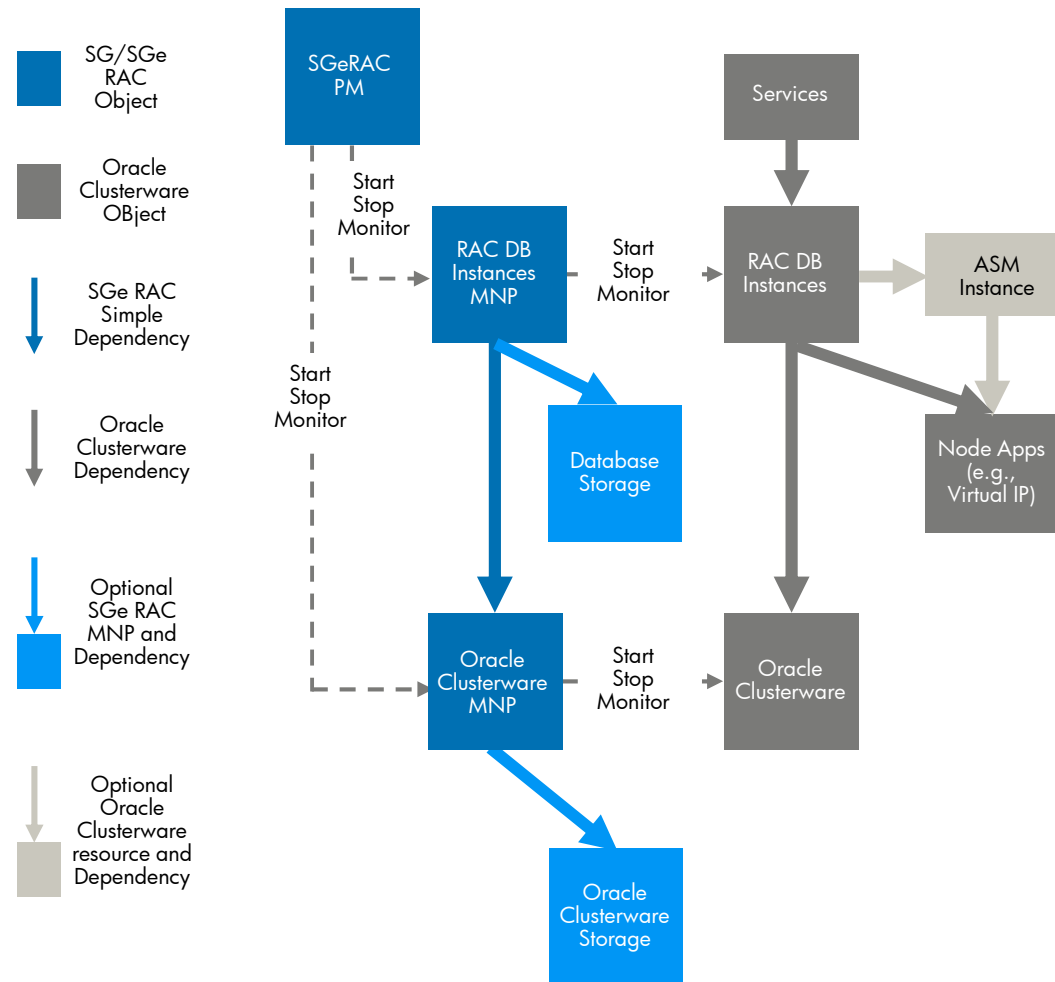 SG/SGe
RAC
Object
Oracle
Clusterware
OBject
SGe RAC
Simple
Dependency
Oracle
Clusterware
Dependency
Optional
SGe RAC
MNP and
Dependency
Optional
Oracle
Clusterware
resource and
Dependency
SGeRAC
PM
Start
Stop
Monitor
Start
Stop
Monitor
RAC DB
Instances
MNP
Start
Stop
Monitor
Database
Storage
Oracle
Clusterware
MNP
Start
Stop
Monitor
Oracle
Clusterware
Storage
Services
RAC DB
Instances
ASM
Instance
Node Apps
(e.g.,
Virtual IP)
Oracle
Clusterware